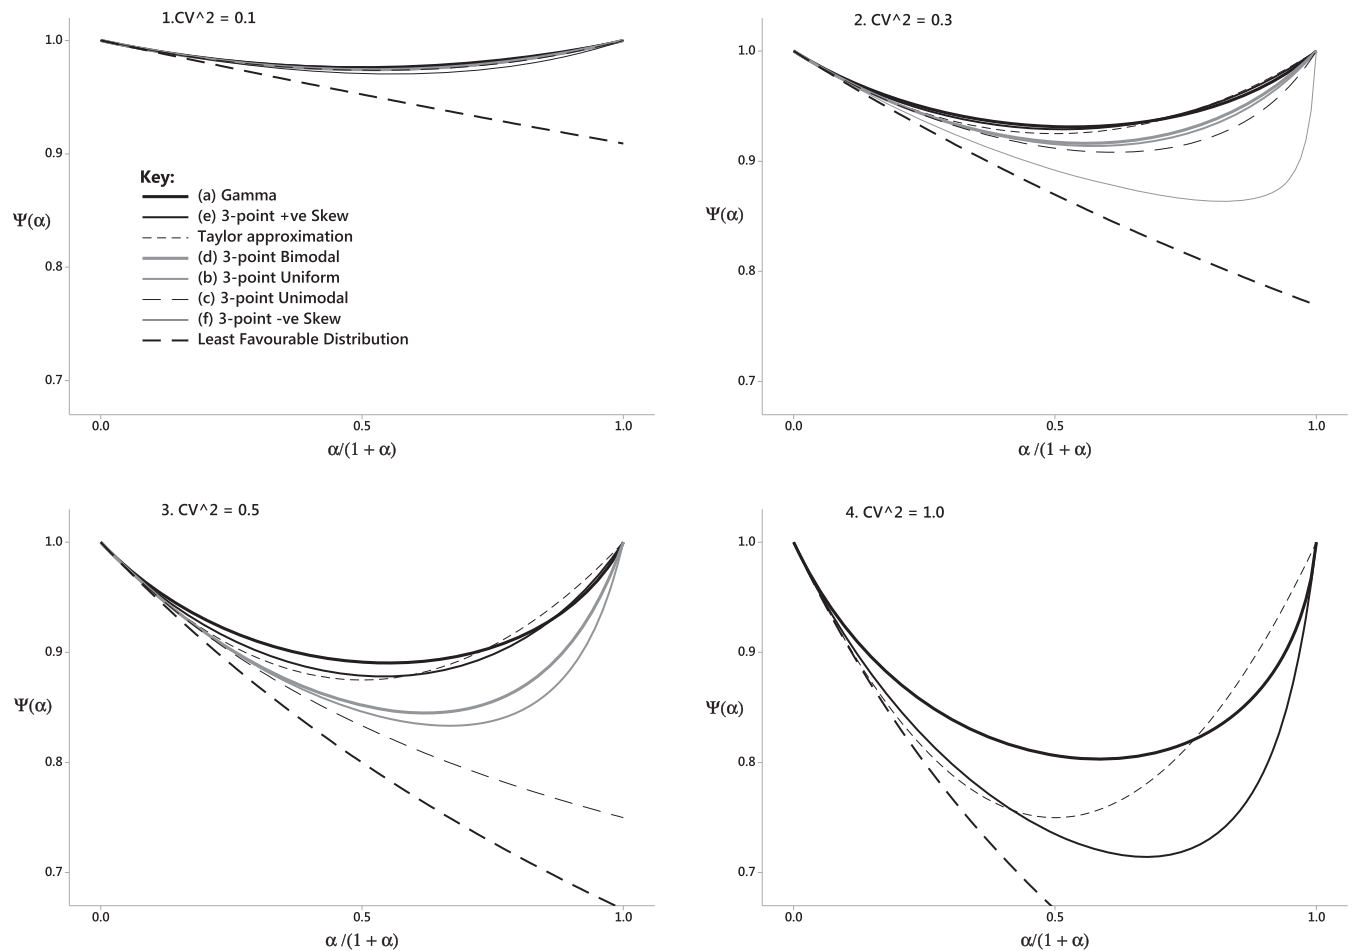 1.CV^2 = 0.1
1.0
0.9
0.8
0.7
Ψ(α)
Key:
(a) Gamma
(e) 3-point +ve Skew
Taylor approximation
(d) 3-point Bimodal
(b) 3-point Uniform
(c) 3-point Unimodal
(f) 3-point -ve Skew
Least Favourable Distribution
0.0 0.5 1.0
α/(1 + α)
2. CV^2 = 0.3
1.0
0.9
Ψ(α)
0.8
0.7
0.0 0.5 1.0
α /(1 + α)
3. CV^2 = 0.5
1.0
0.9
Ψ(α)
0.8
0.7
0.0 0.5 1.0
α /(1 + α)
4. CV^2 = 1.0
1.0
0.9
Ψ(α)
0.8
0.7
0.0 0.5 1.0
α/(1 + α)